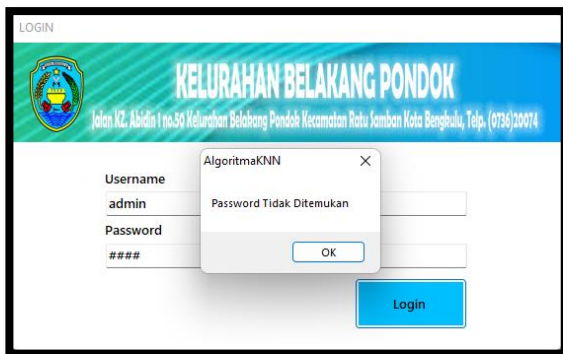 LOGIN
KELURAHAN BELAKANG PONDOK
Jalan KZ. Abidin 1 no.50 Kelurahan Belakang Pondok Kecamatan Ratu Samban Kota Bengkulu, Telp. (0736)20074
AlgoritmaKNN
Username
admin
Password Tidak Ditemukan
Password
####
OK
Login